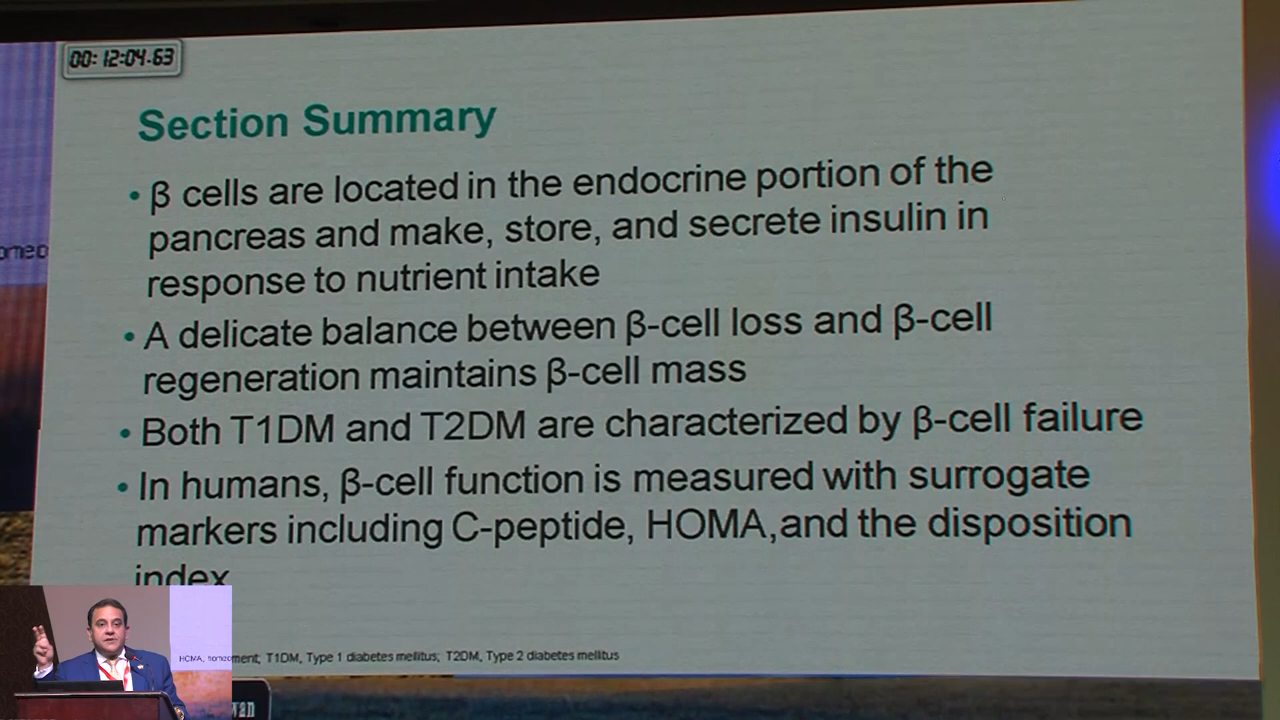 00: 12:04.63
Section Summary
• β cells are located in the endocrine portion of the
pancreas and make, store, and secrete insulin in
response to nutrient intake
• A delicate balance between β-cell loss and β-cell
regeneration maintains β-cell mass
• Both T1DM and T2DM are characterized by β-cell failure
• In humans, β-cell function is measured with surrogate
markers including C-peptide, HOMA,and the disposition
index
ment; T1DM, Type 1 diabetes mellitus; T2DM, Type 2 diabetes mellitus